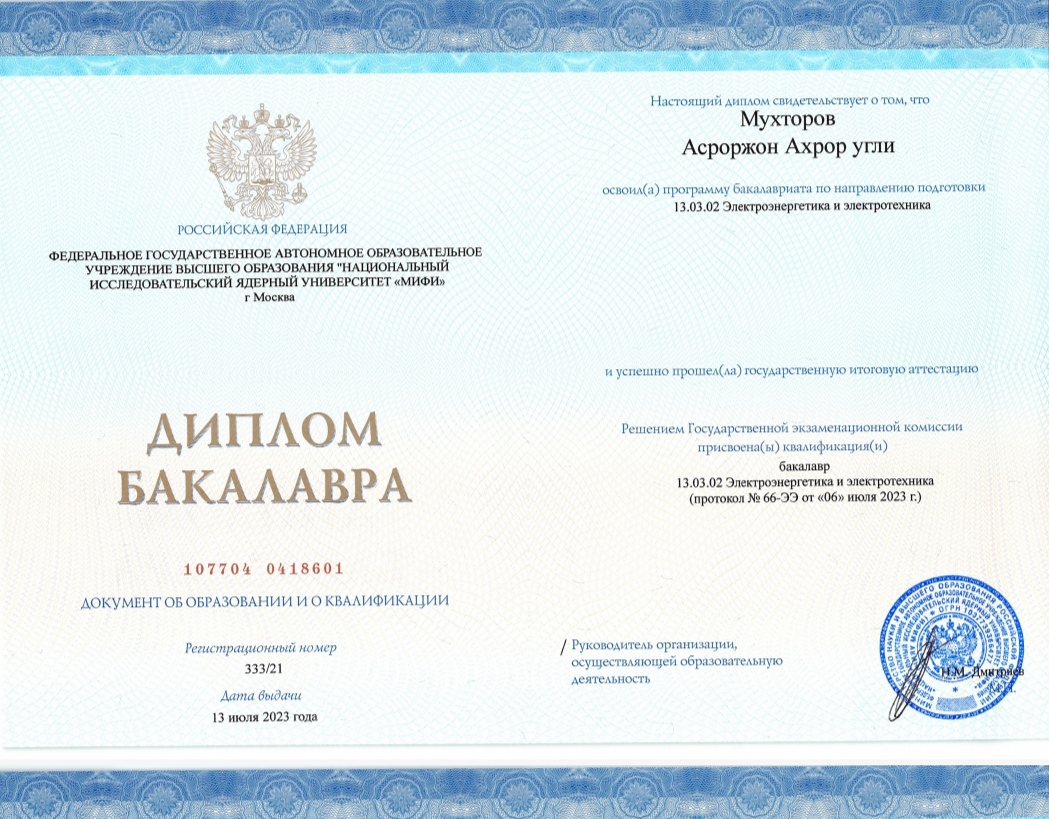 РОССИЙСКАЯ ФЕДЕРАЦИЯ
ФЕДЕРАЛЬНОЕ ГОСУДАРСТВЕННОЕ АВТОНОМНОЕ ОБРАЗОВАТЕЛЬНОЕ
УЧРЕЖДЕНИЕ ВЫСШЕГО ОБРАЗОВАНИЯ "НАЦИОНАЛЬНЫЙ
ИССЛЕДОВАТЕЛЬСКИЙ ЯДЕРНЫЙ УНИВЕРСИТЕТ «МИФИ»
г Москва
ДИПЛОМ
БАКАЛАВРА
107704 0418601
ДОКУМЕНТ ОБ ОБРАЗОВАНИИ И О КВАЛИФИКАЦИИ
Регистрационный номер
333/21
Дата выдачи
13 июля 2023 года
Настоящий диплом свидетельствует о том, что
Мухторов
Асроржон Ахрор угли
освоил(а) программу бакалавриата по направлению подготовки
13.03.02 Электроэнергетика и электротехника
и успешно прошел(ла) государственную итоговую аттестацию
Решением Государственной экзаменационной комиссии
присвоена(ы) квалификация(и)
бакалавр
13.03.02 Электроэнергетика и электротехника
(протокол № 66-ЭЭ от «06» июля 2023 г.)
/ Руководитель организации,
осуществляющей образовательную
деятельность
Н.М. Дмитриев